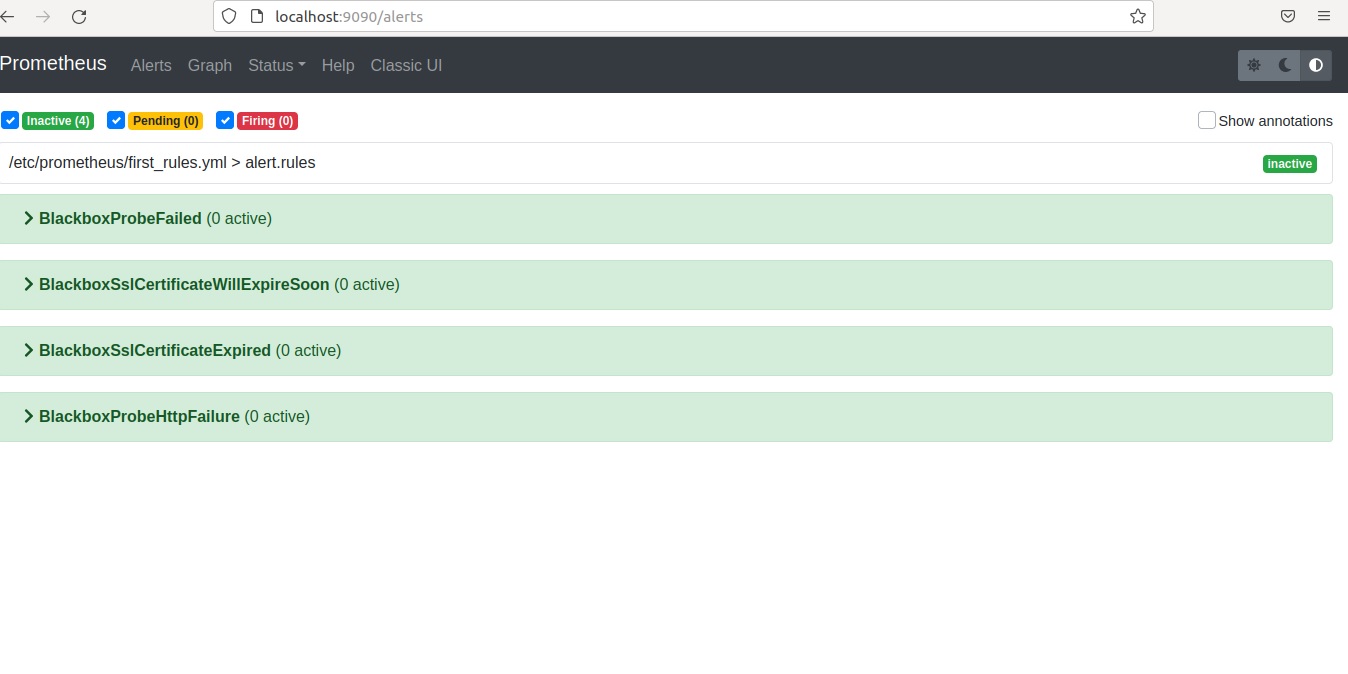 localhost:9090/alerts
Prometheus Alerts Graph Status Help Classic UI
Inactive (4) Pending (0) Firing (0) Show annotations
/etc/prometheus/first_rules.yml > alert.rules inactive
BlackboxProbeFailed (0 active)
BlackboxSslCertificateWillExpireSoon (0 active)
BlackboxSslCertificateExpired (0 active)
BlackboxProbeHttpFailure (0 active)